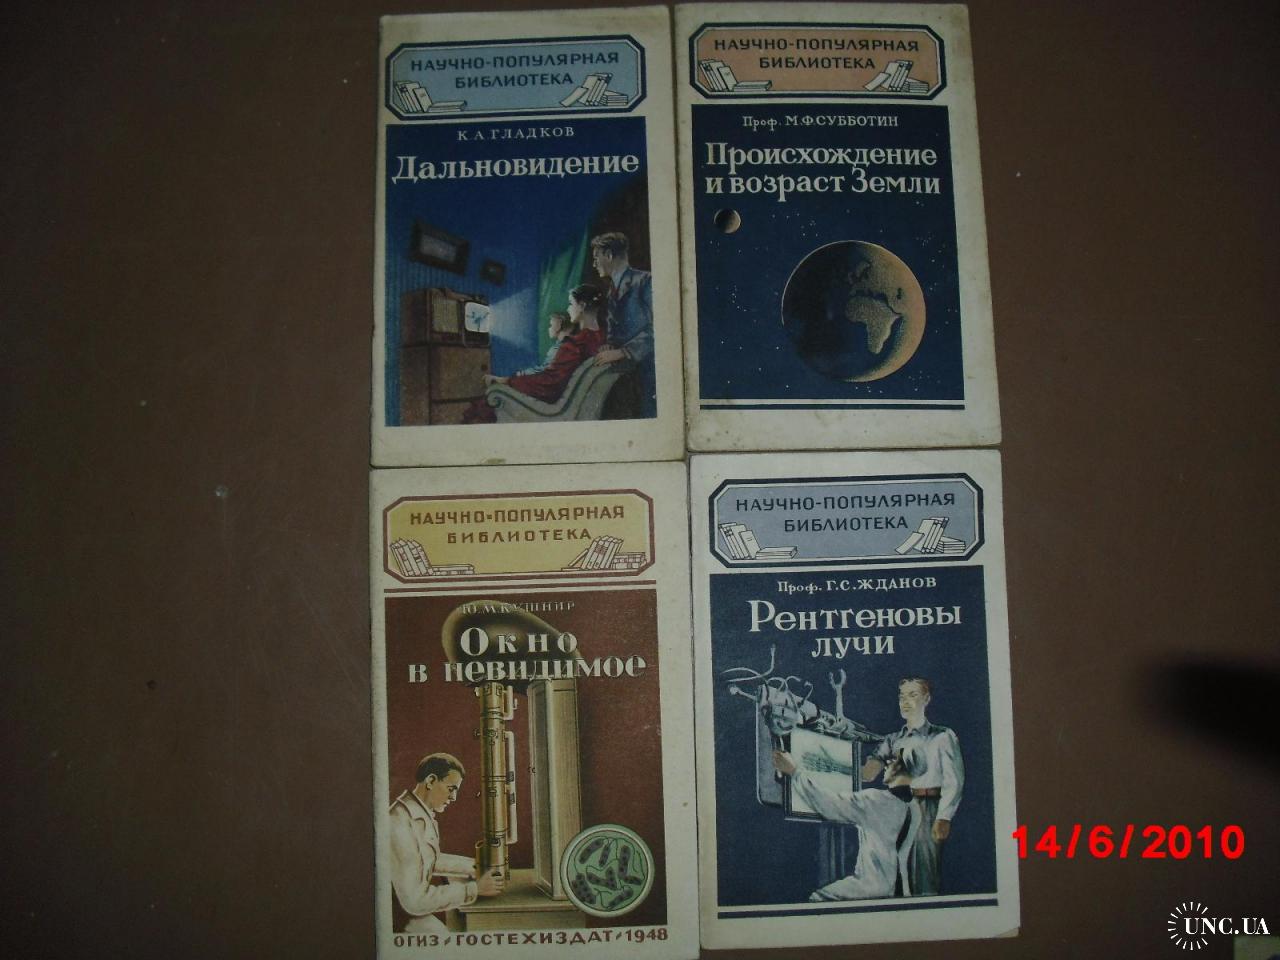 НАУЧНО-ПОПУЛЯРНАЯ
БИБЛИОТЕКА
К. А. ГЛАДКОВ
Дальновидение
НАУЧНО-ПОПУЛЯРНАЯ
БИБЛИОТЕКА
Проф. М.Ф. СУББОТИН
Происхождение
и возраст Земли
НАУЧНО-ПОПУЛЯРНАЯ
БИБЛИОТЕКА
Ю. М. КУШНИР
Окно
в невидимое
ОГИЗ / ГОСТЕХИЗДАТ / 1948
НАУЧНО-ПОПУЛЯРНАЯ
БИБЛИОТЕКА
Проф. Г.С. ЖДАНОВ
Рентгеновы
лучи
14/6/2010
UNC.UA